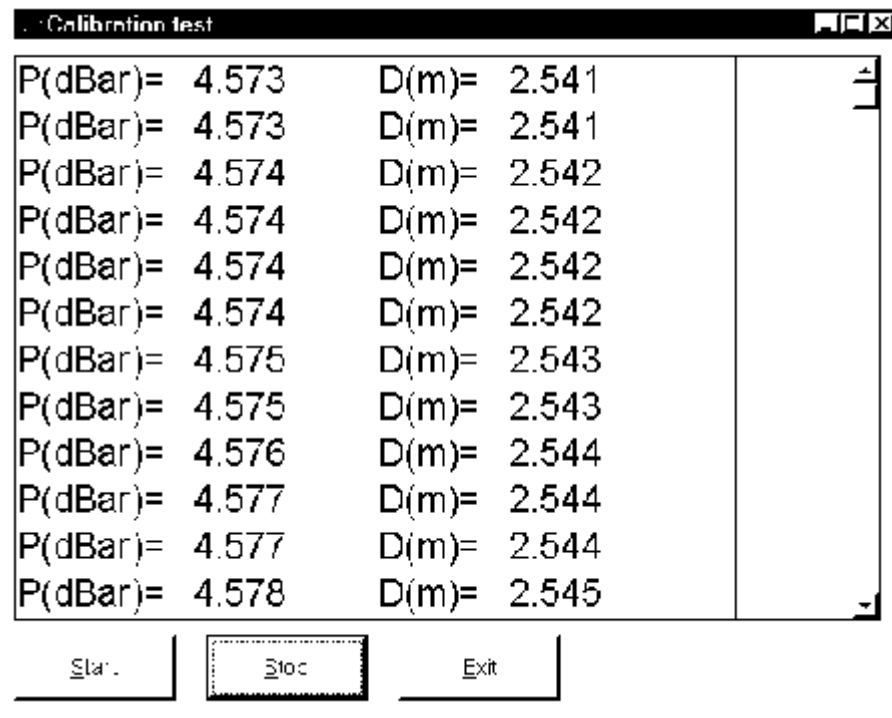 Calibration test
P(dBar)= 4.573 D(m)= 2.541
P(dBar)= 4.573 D(m)= 2.541
P(dBar)= 4.574 D(m)= 2.542
P(dBar)= 4.574 D(m)= 2.542
P(dBar)= 4.574 D(m)= 2.542
P(dBar)= 4.574 D(m)= 2.542
P(dBar)= 4.575 D(m)= 2.543
P(dBar)= 4.575 D(m)= 2.543
P(dBar)= 4.576 D(m)= 2.544
P(dBar)= 4.577 D(m)= 2.544
P(dBar)= 4.577 D(m)= 2.544
P(dBar)= 4.578 D(m)= 2.545
Start Stop Exit